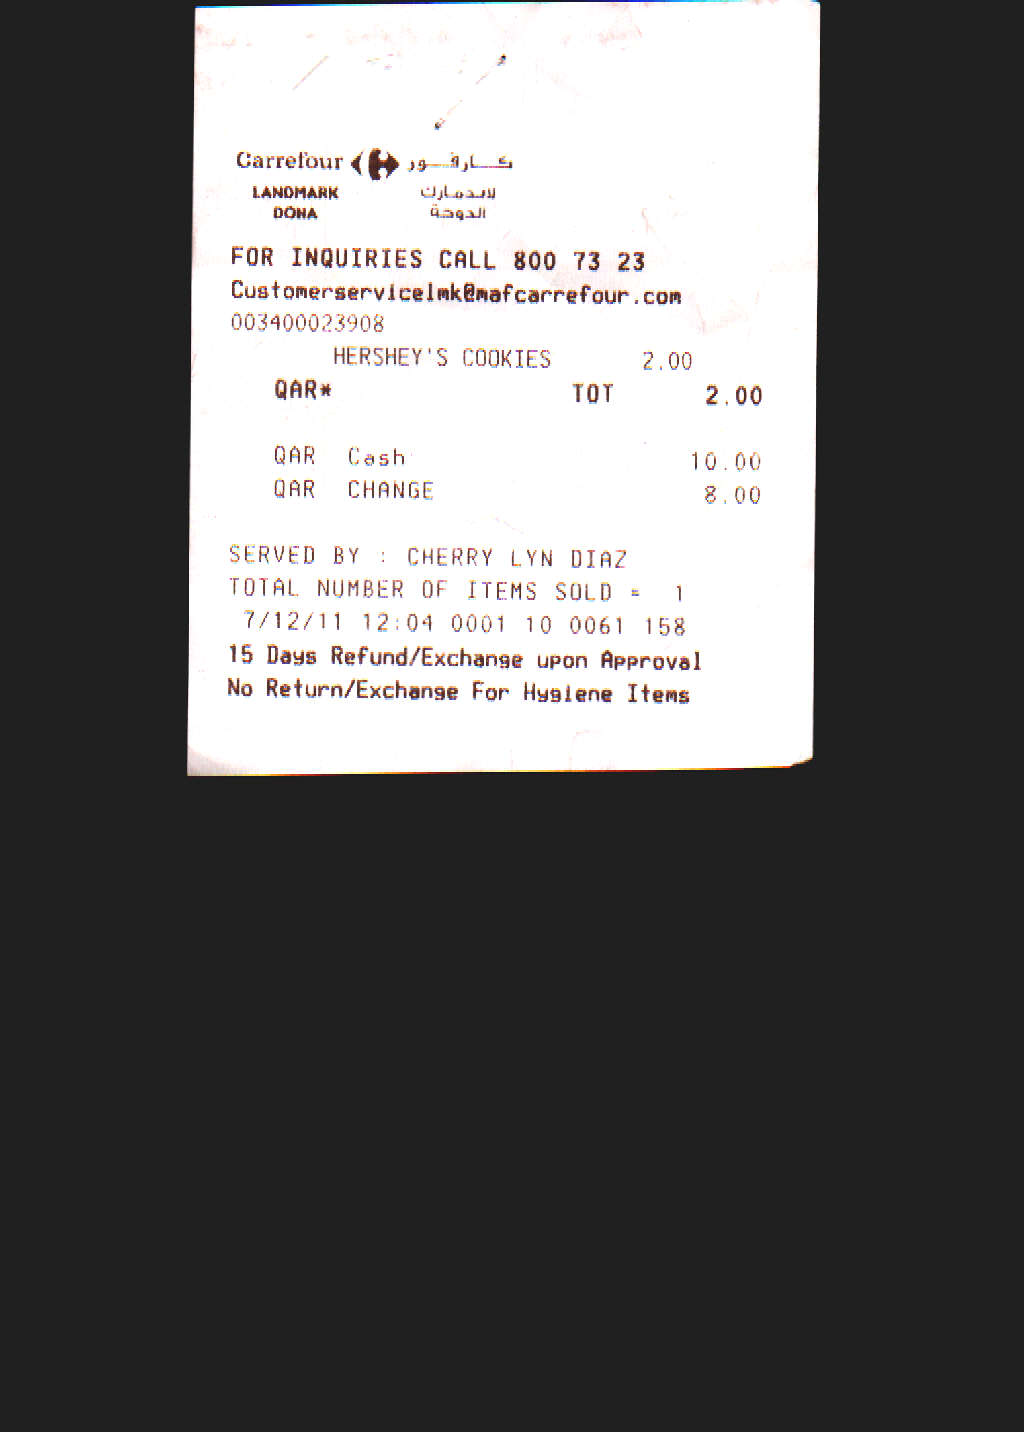 Carrefour كــارفــور
LANDMARK لاندمارك
DOHA الدوحة
FOR INQUIRIES CALL 800 73 23
Customerservicelmk@mafcarrefour.com
003400023908
HERSHEY'S COOKIES 2.00
QAR* TOT 2.00
QAR Cash 10.00
QAR CHANGE 8.00
SERVED BY : CHERRY LYN DIAZ
TOTAL NUMBER OF ITEMS SOLD = 1
7/12/11 12:04 0001 10 0061 158
15 Days Refund/Exchange upon Approval
No Return/Exchange For Hygiene Items